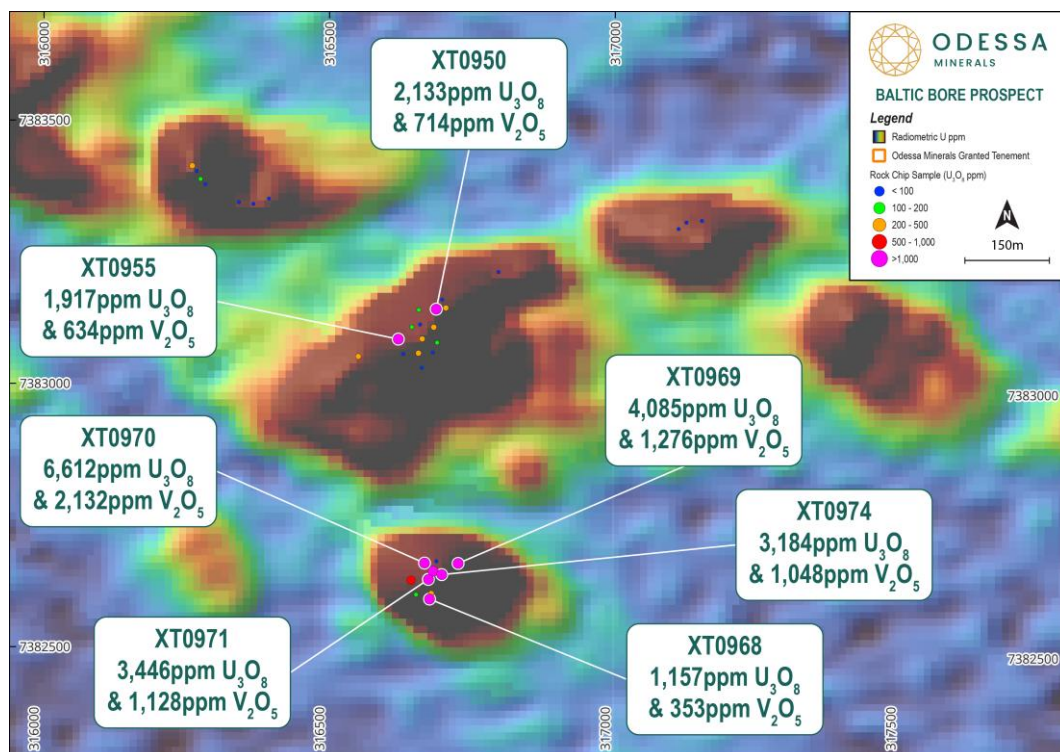 316000
316500
317000
ODESSA
MINERALS
BALTIC BORE PROSPECT
Legend
Radiometric U ppm
Odessa Minerals Granted Tenement
Rock Chip Sample (U₃O₈ ppm)
< 100
100 - 200
200 - 500
500 - 1,000
>1,000
N
150m
XT0950
2,133ppm U₃O₈
& 714ppm V₂O₅
7383500
XT0955
1,917ppm U₃O₈
& 634ppm V₂O₅
7383000
7383000
XT0969
4,085ppm U₃O₈
& 1,276ppm V₂O₅
XT0970
6,612ppm U₃O₈
& 2,132ppm V₂O₅
XT0974
3,184ppm U₃O₈
& 1,048ppm V₂O₅
XT0971
3,446ppm U₃O₈
& 1,128ppm V₂O₅
XT0968
1,157ppm U₃O₈
& 353ppm V₂O₅
7382500
7382500
316000
316500
317000
317500